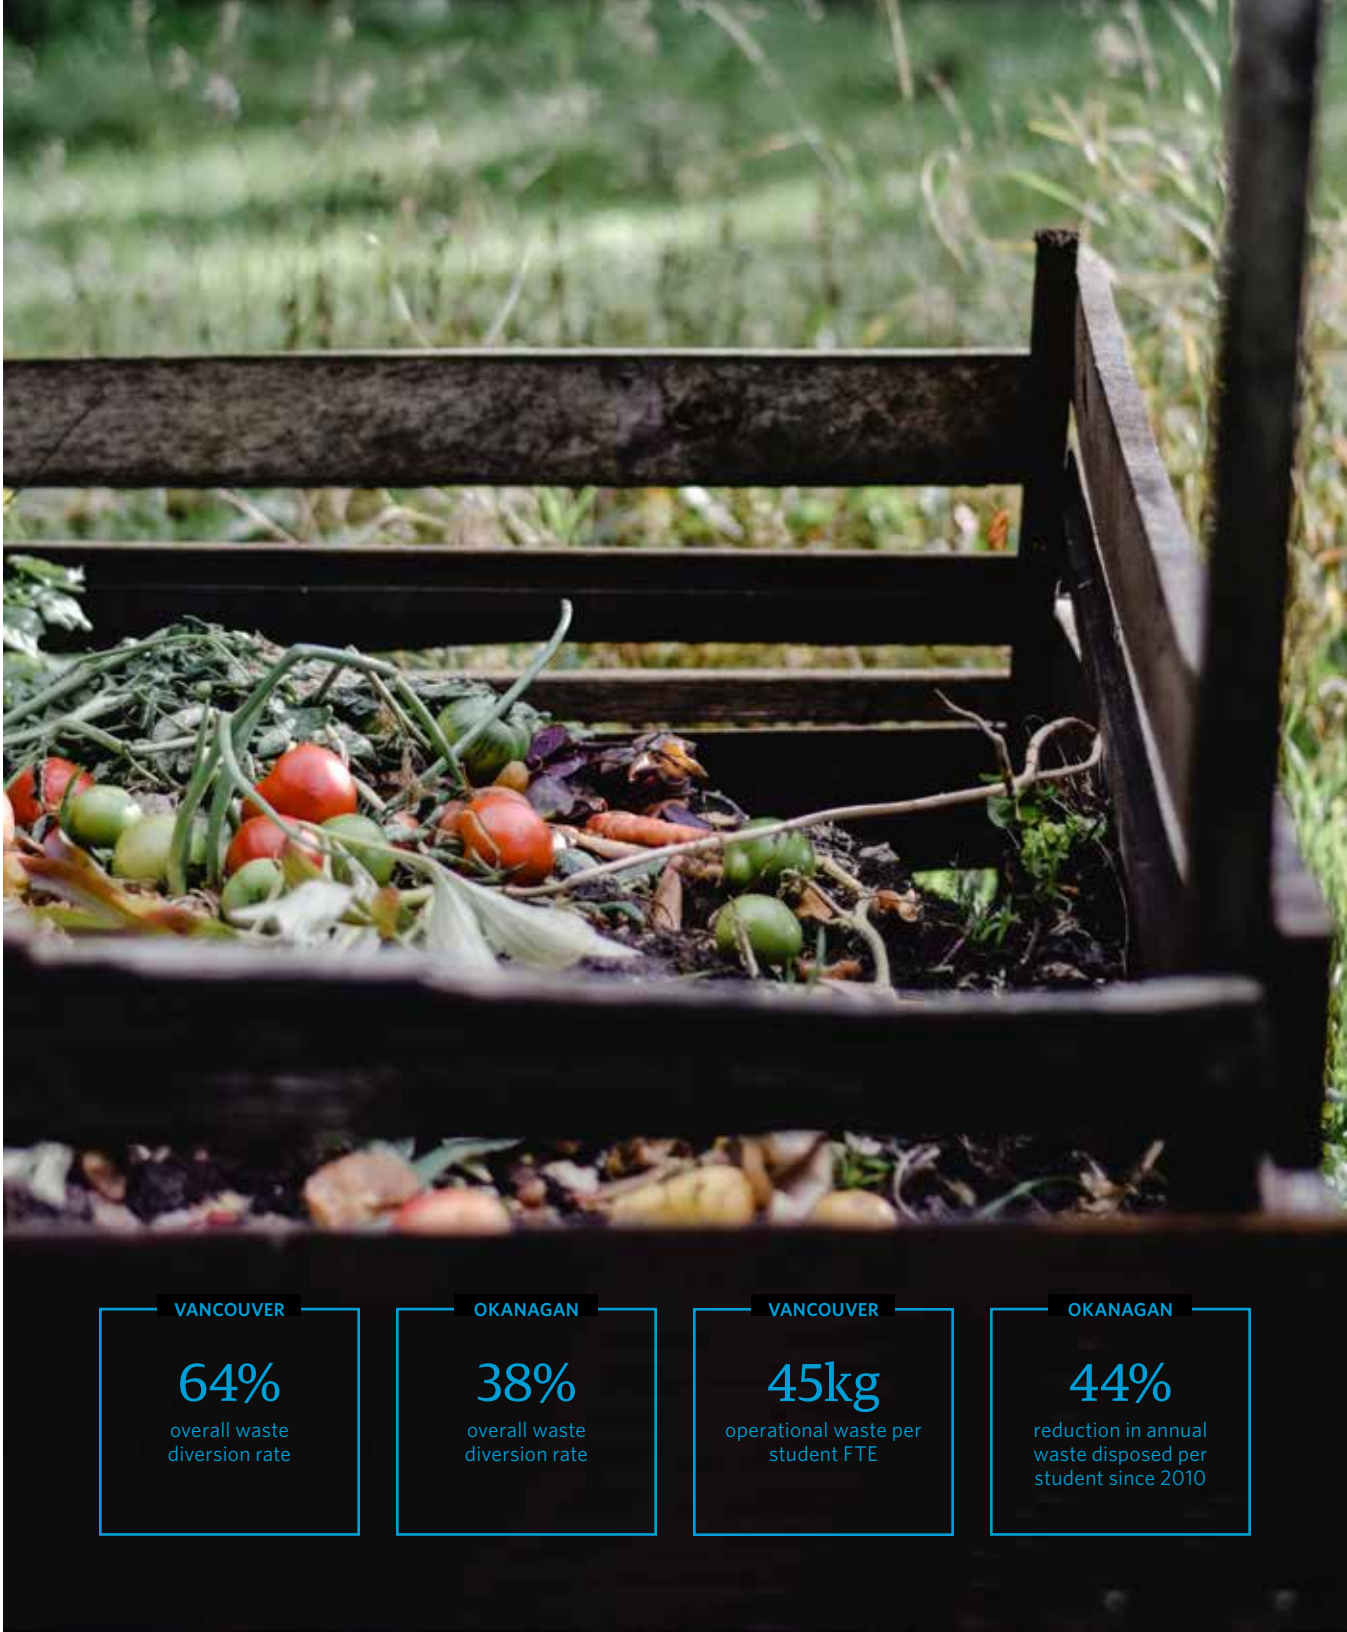 VANCOUVER
64%
overall waste
diversion rate
OKANAGAN
38%
overall waste
diversion rate
VANCOUVER
45kg
operational waste per
student FTE
OKANAGAN
44%
reduction in annual
waste disposed per
student since 2010